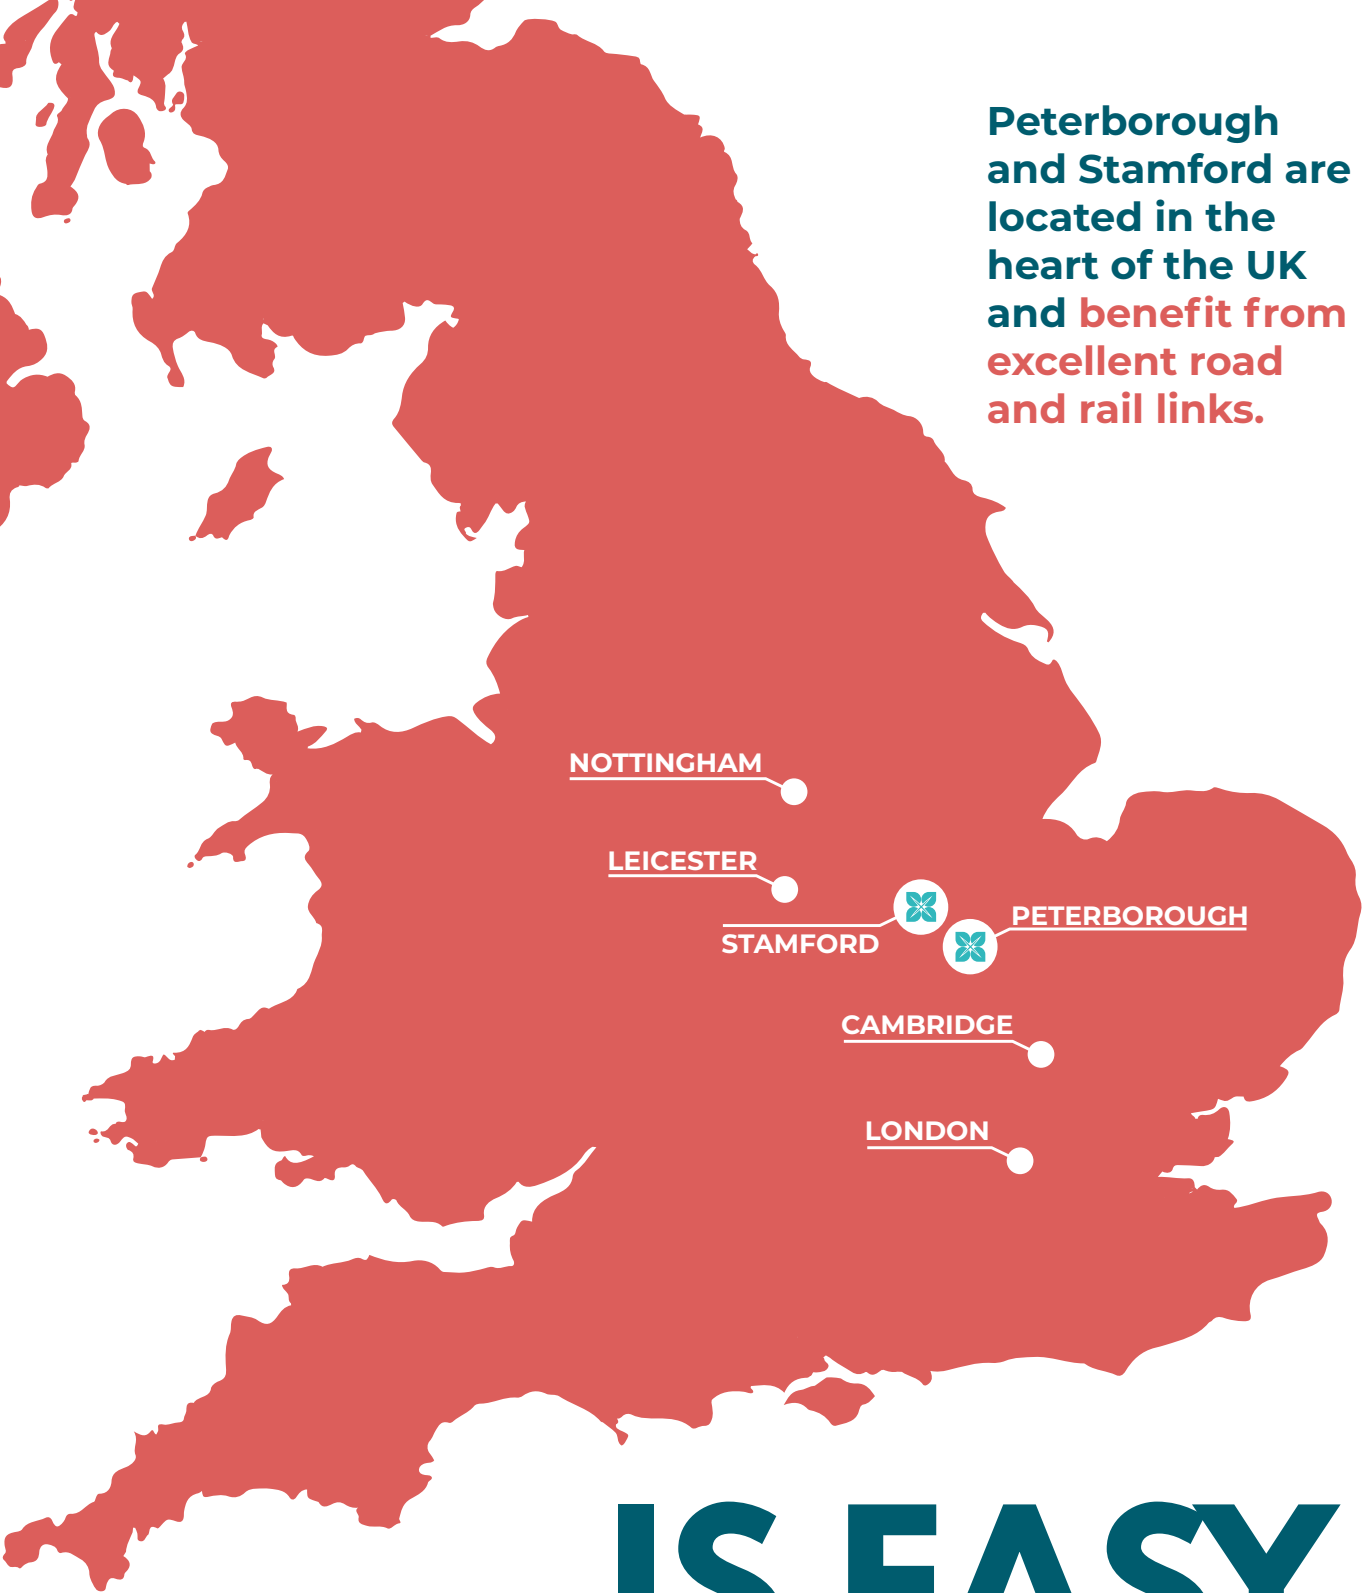 Peterborough
and Stamford are
located in the
heart of the UK
and benefit from
excellent road
and rail links.
NOTTINGHAM
LEICESTER
STAMFORD
PETERBOROUGH
CAMBRIDGE
LONDON
IS EASY